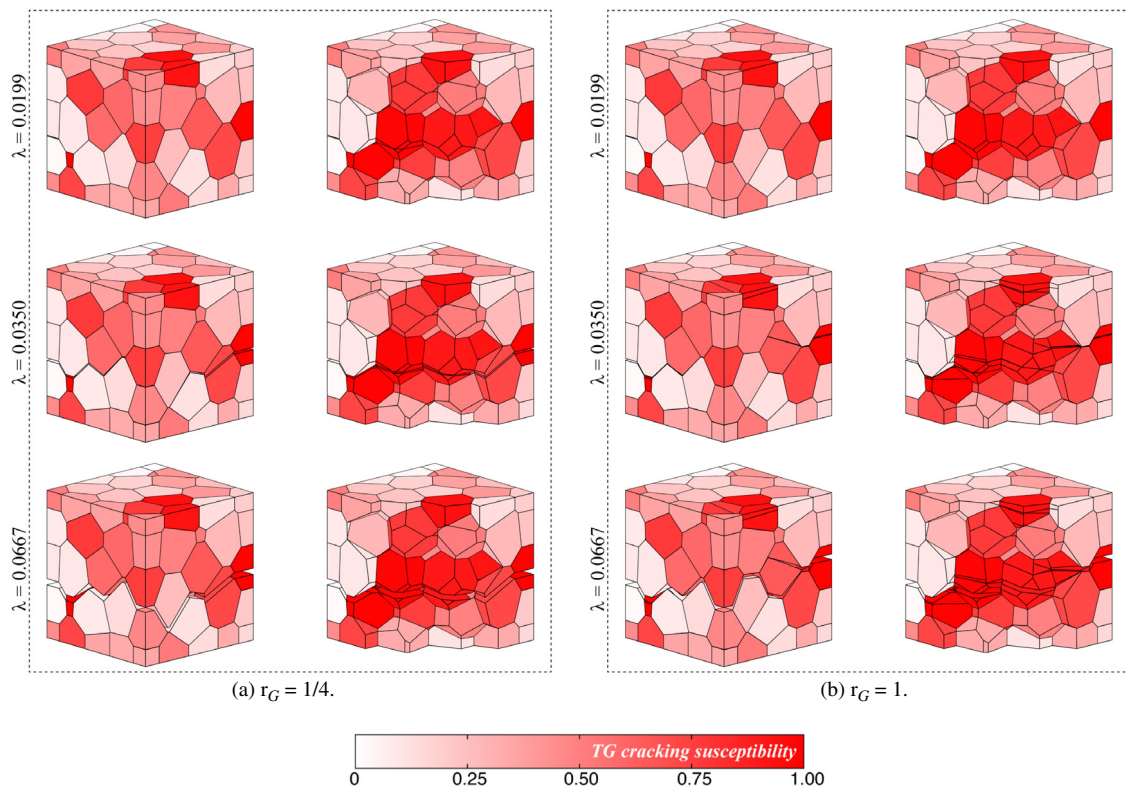 λ = 0.0199
λ = 0.0350
λ = 0.0667
(a) r_G = 1/4.
λ = 0.0199
λ = 0.0350
λ = 0.0667
(b) r_G = 1.
TG cracking susceptibility
0 0.25 0.50 0.75 1.00